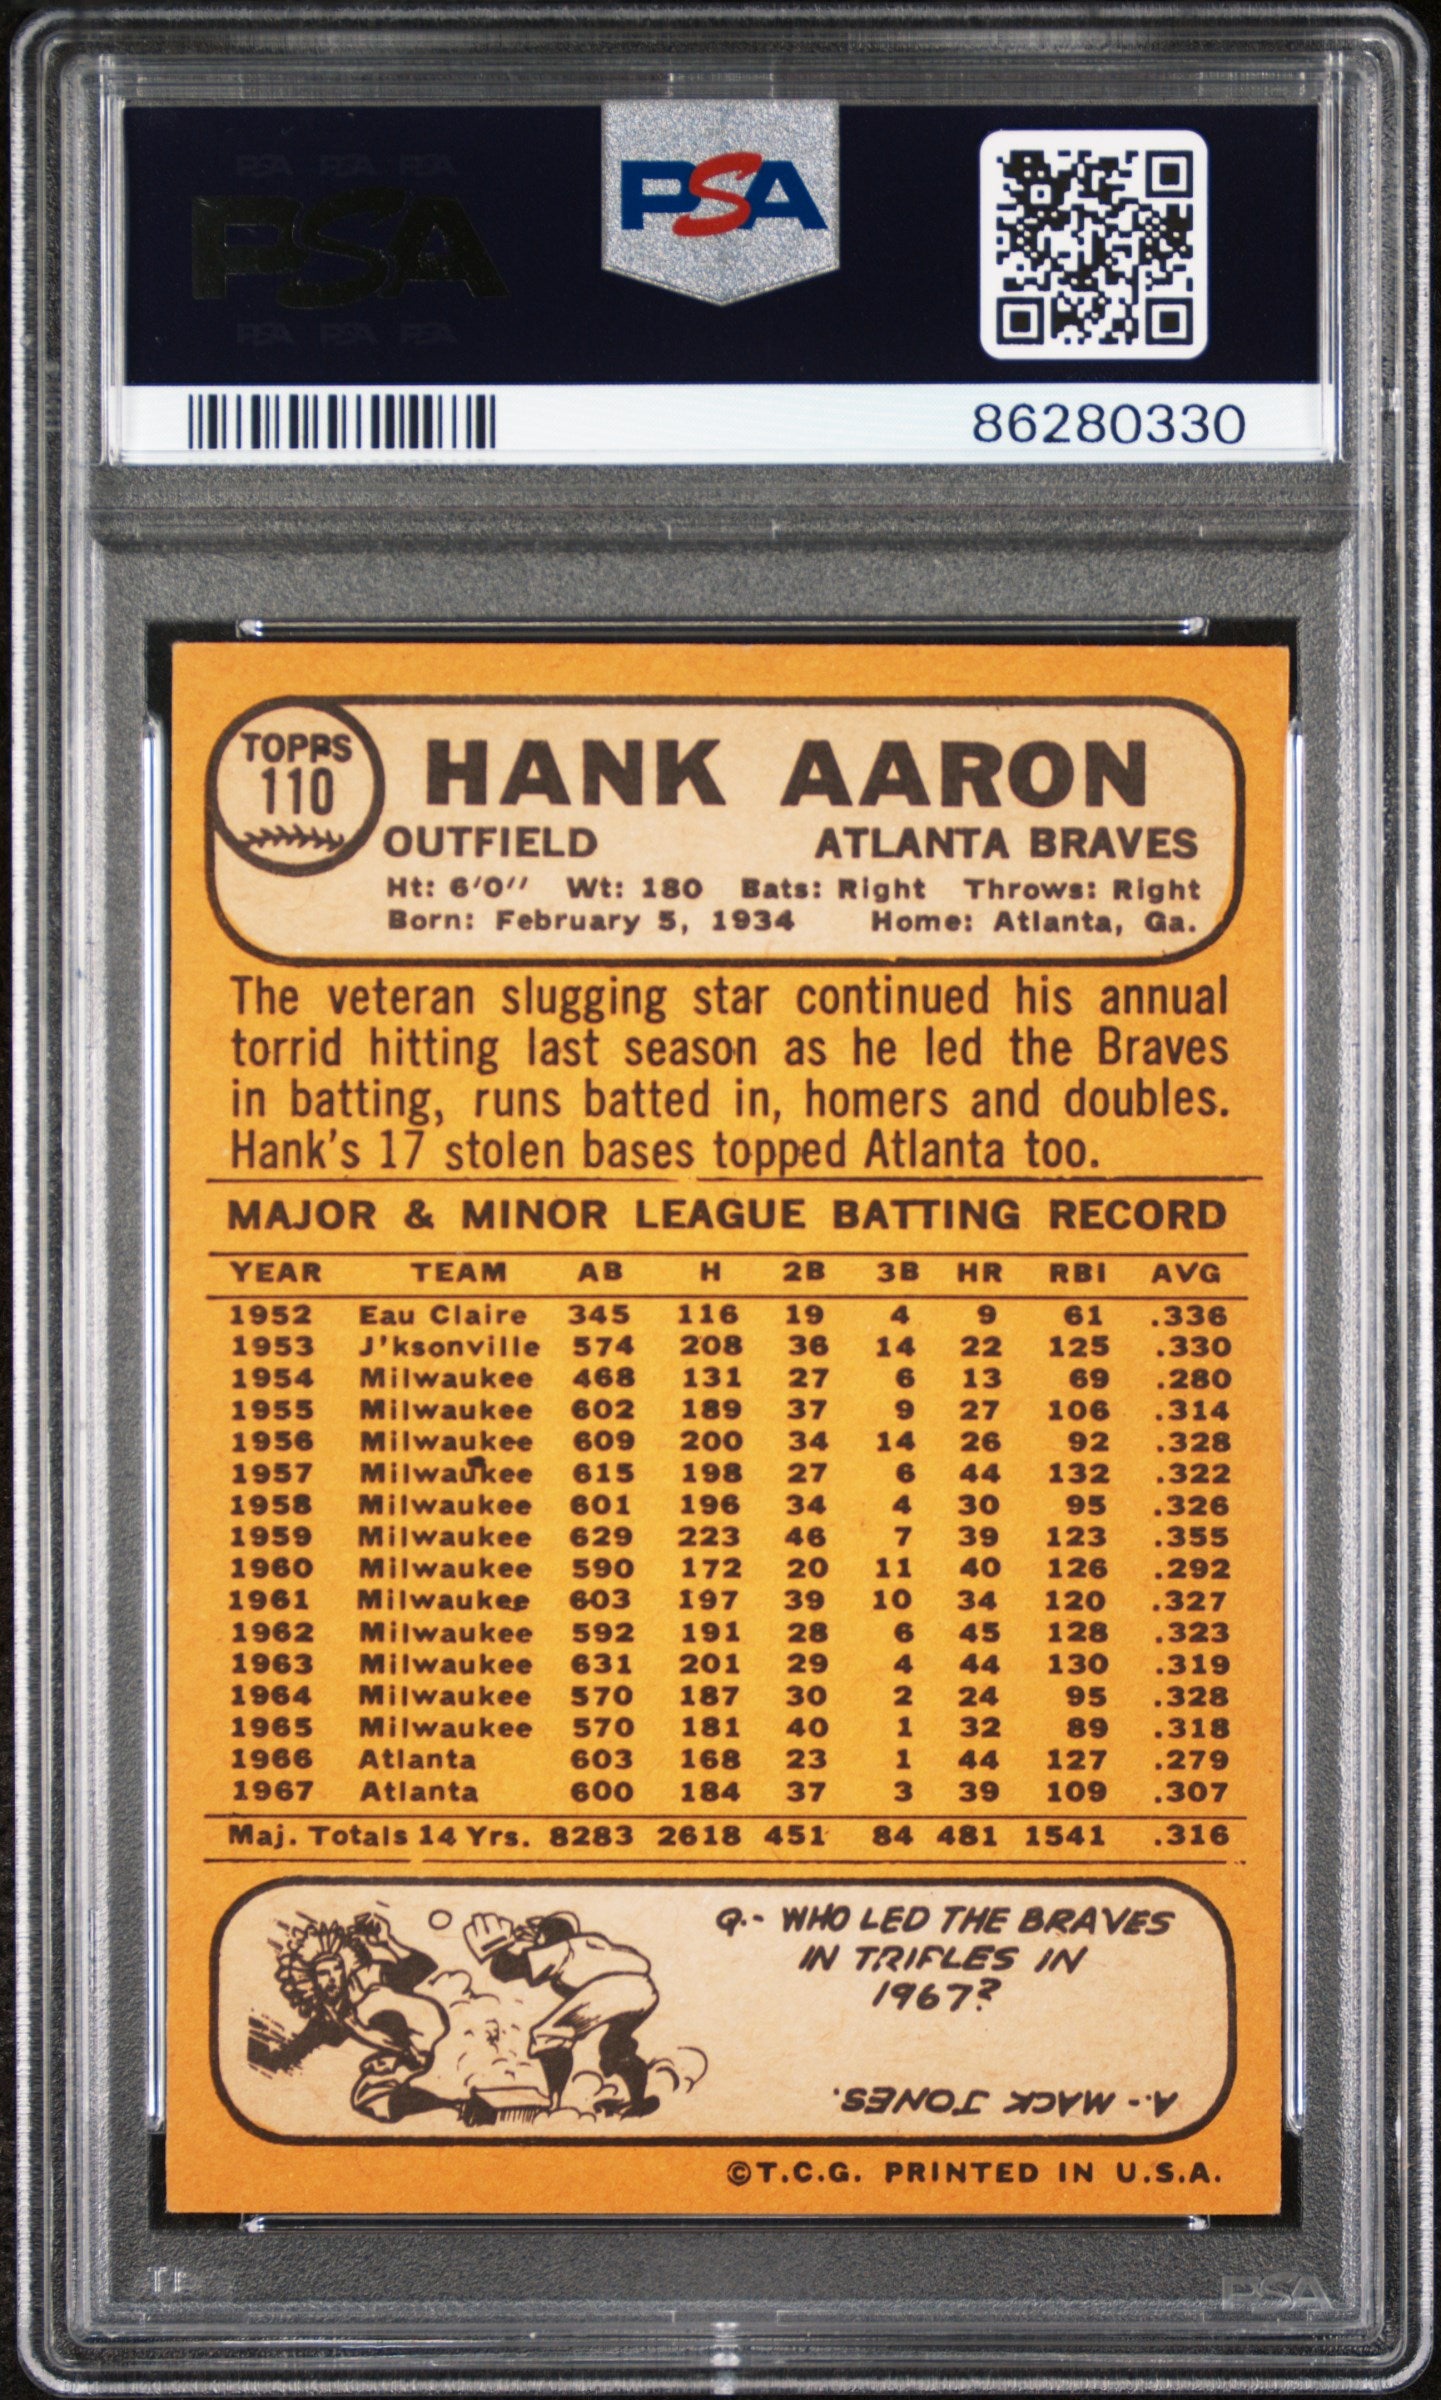 PSA PSA PSA
PSA
PSA PSA PSA
PSA
86280330
TOPPS
110
HANK AARON
OUTFIELD ATLANTA BRAVES
Ht: 6'0'' Wt: 180 Bats: Right Throws: Right
Born: February 5, 1934 Home: Atlanta, Ga.
The veteran slugging star continued his annual
torrid hitting last season as he led the Braves
in batting, runs batted in, homers and doubles.
Hank's 17 stolen bases topped Atlanta too.
MAJOR & MINOR LEAGUE BATTING RECORD
YEAR TEAM AB H 2B 3B HR RBI AVG
1952 Eau Claire 345 116 19 4 9 61 .336
1953 J'ksonville 574 208 36 14 22 125 .330
1954 Milwaukee 468 131 27 6 13 69 .280
1955 Milwaukee 602 189 37 9 27 106 .314
1956 Milwaukee 609 200 34 14 26 92 .328
1957 Milwaukee 615 198 27 6 44 132 .322
1958 Milwaukee 601 196 34 4 30 95 .326
1959 Milwaukee 629 223 46 7 39 123 .355
1960 Milwaukee 590 172 20 11 40 126 .292
1961 Milwaukee 603 197 39 10 34 120 .327
1962 Milwaukee 592 191 28 6 45 128 .323
1963 Milwaukee 631 201 29 4 44 130 .319
1964 Milwaukee 570 187 30 2 24 95 .328
1965 Milwaukee 570 181 40 1 32 89 .318
1966 Atlanta 603 168 23 1 44 127 .279
1967 Atlanta 600 184 37 3 39 109 .307
Maj. Totals 14 Yrs. 8283 2618 451 84 481 1541 .316
Q.- WHO LED THE BRAVES
IN TRIFLES IN
1967?
A.- MACK JONES.
©T.C.G. PRINTED IN U.S.A.
PSA